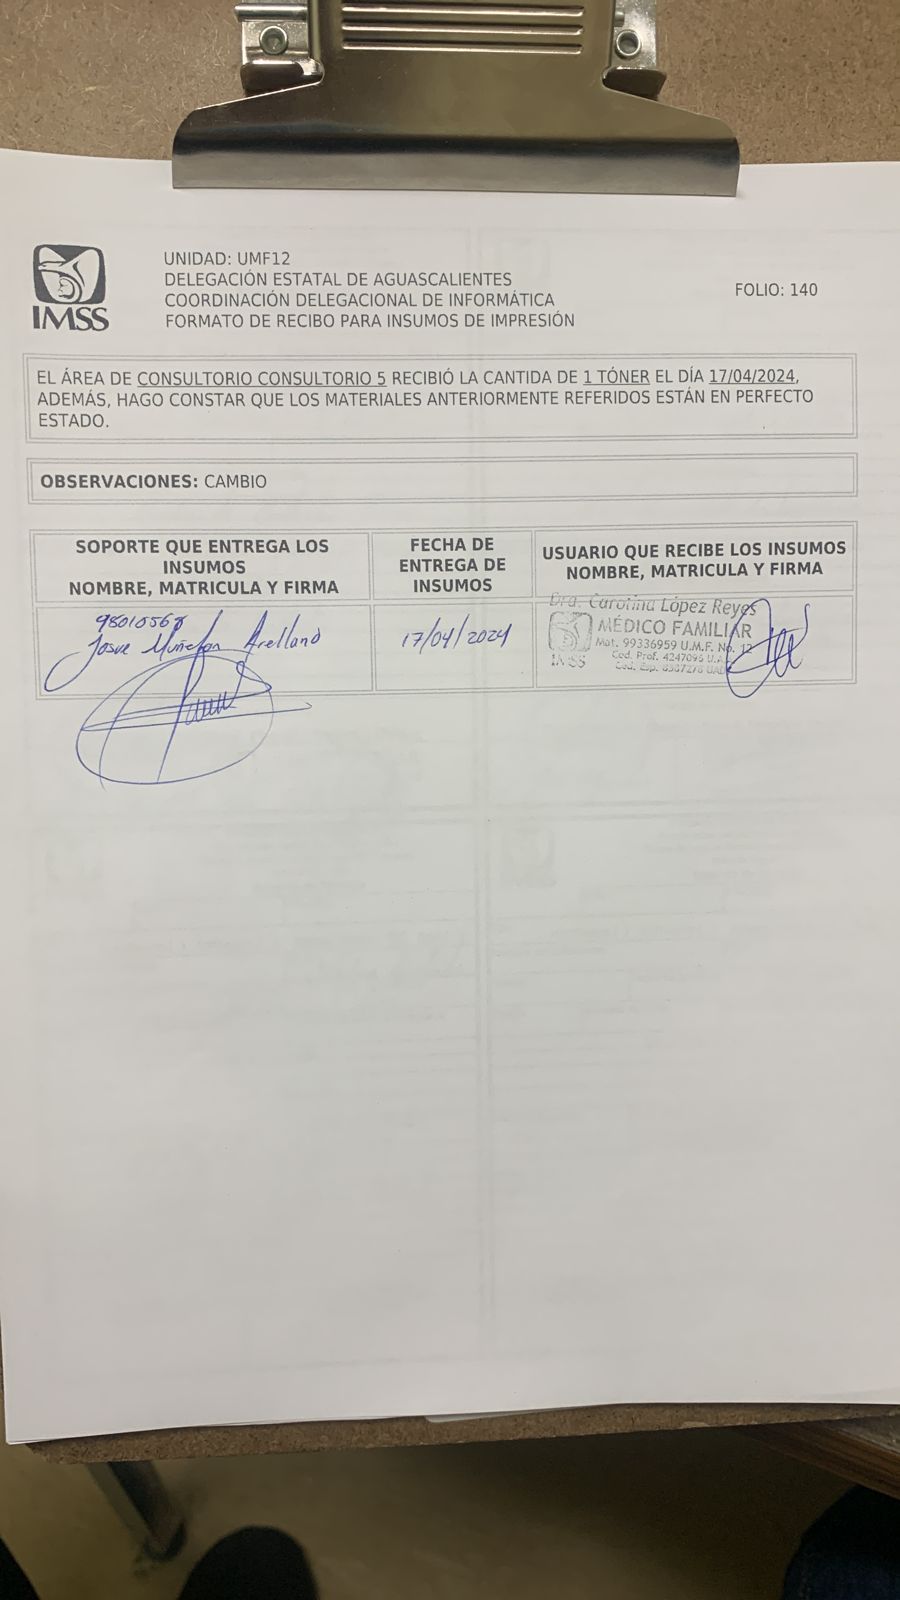 IMSS
UNIDAD: UMF12
DELEGACIÓN ESTATAL DE AGUASCALIENTES
COORDINACIÓN DELEGACIONAL DE INFORMÁTICA
FORMATO DE RECIBO PARA INSUMOS DE IMPRESIÓN
FOLIO: 140
EL ÁREA DE CONSULTORIO CONSULTORIO 5 RECIBIÓ LA CANTIDA DE 1 TÓNER EL DÍA 17/04/2024,
ADEMÁS, HAGO CONSTAR QUE LOS MATERIALES ANTERIORMENTE REFERIDOS ESTÁN EN PERFECTO
ESTADO.
OBSERVACIONES: CAMBIO
SOPORTE QUE ENTREGA LOS
INSUMOS
NOMBRE, MATRICULA Y FIRMA
FECHA DE
ENTREGA DE
INSUMOS
USUARIO QUE RECIBE LOS INSUMOS
NOMBRE, MATRICULA Y FIRMA
98010568
Josue Arellano
17/04/2024
Dra. Carolina López Reyes
MÉDICO FAMILIAR
Mat. 99336959 U.M.F. No. 12
Ced. Prof. 4247095
Ced. Esp.
IMSS